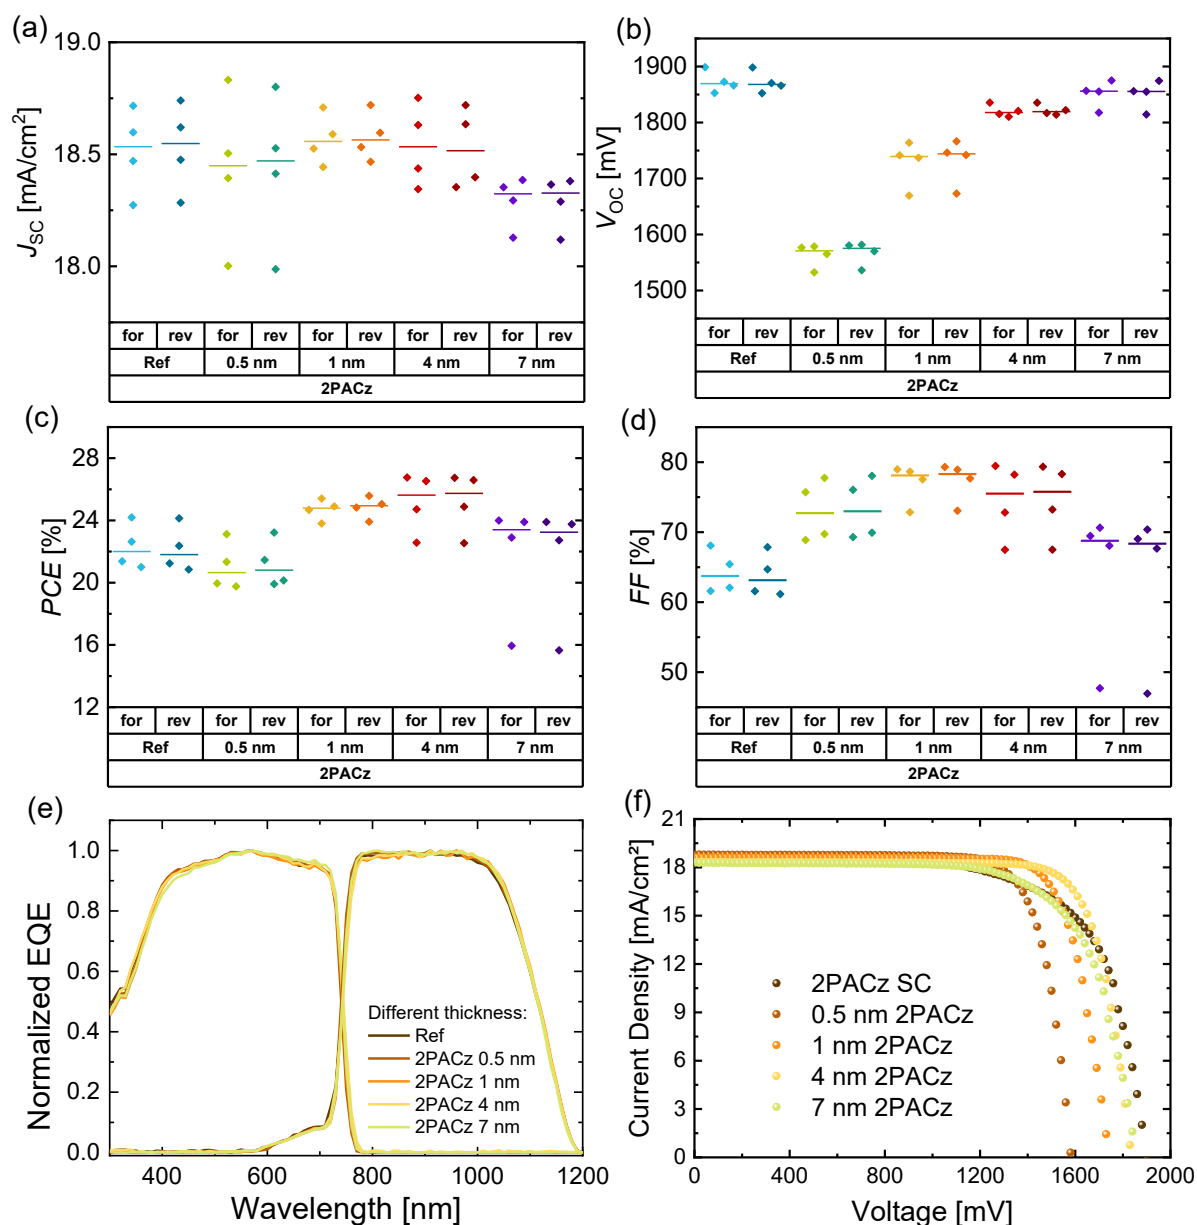 (a)
19.0
18.5
18.0
J_SC [mA/cm²]
for rev for rev for rev for rev for rev
Ref 0.5 nm 1 nm 4 nm 7 nm
2PACz
(b)
1900
1800
1700
1600
1500
V_OC [mV]
for rev for rev for rev for rev for rev
Ref 0.5 nm 1 nm 4 nm 7 nm
2PACz
(c)
28
24
20
16
12
PCE [%]
for rev for rev for rev for rev for rev
Ref 0.5 nm 1 nm 4 nm 7 nm
2PACz
(d)
80
70
60
50
FF [%]
for rev for rev for rev for rev for rev
Ref 0.5 nm 1 nm 4 nm 7 nm
2PACz
(e)
1.0
0.8
0.6
0.4
0.2
0.0
Normalized EQE
Different thickness:
Ref
2PACz 0.5 nm
2PACz 1 nm
2PACz 4 nm
2PACz 7 nm
400 600 800 1000 1200
Wavelength [nm]
(f)
21
18
15
12
9
6
3
0
Current Density [mA/cm²]
2PACz SC
0.5 nm 2PACz
1 nm 2PACz
4 nm 2PACz
7 nm 2PACz
0 400 800 1200 1600 2000
Voltage [mV]